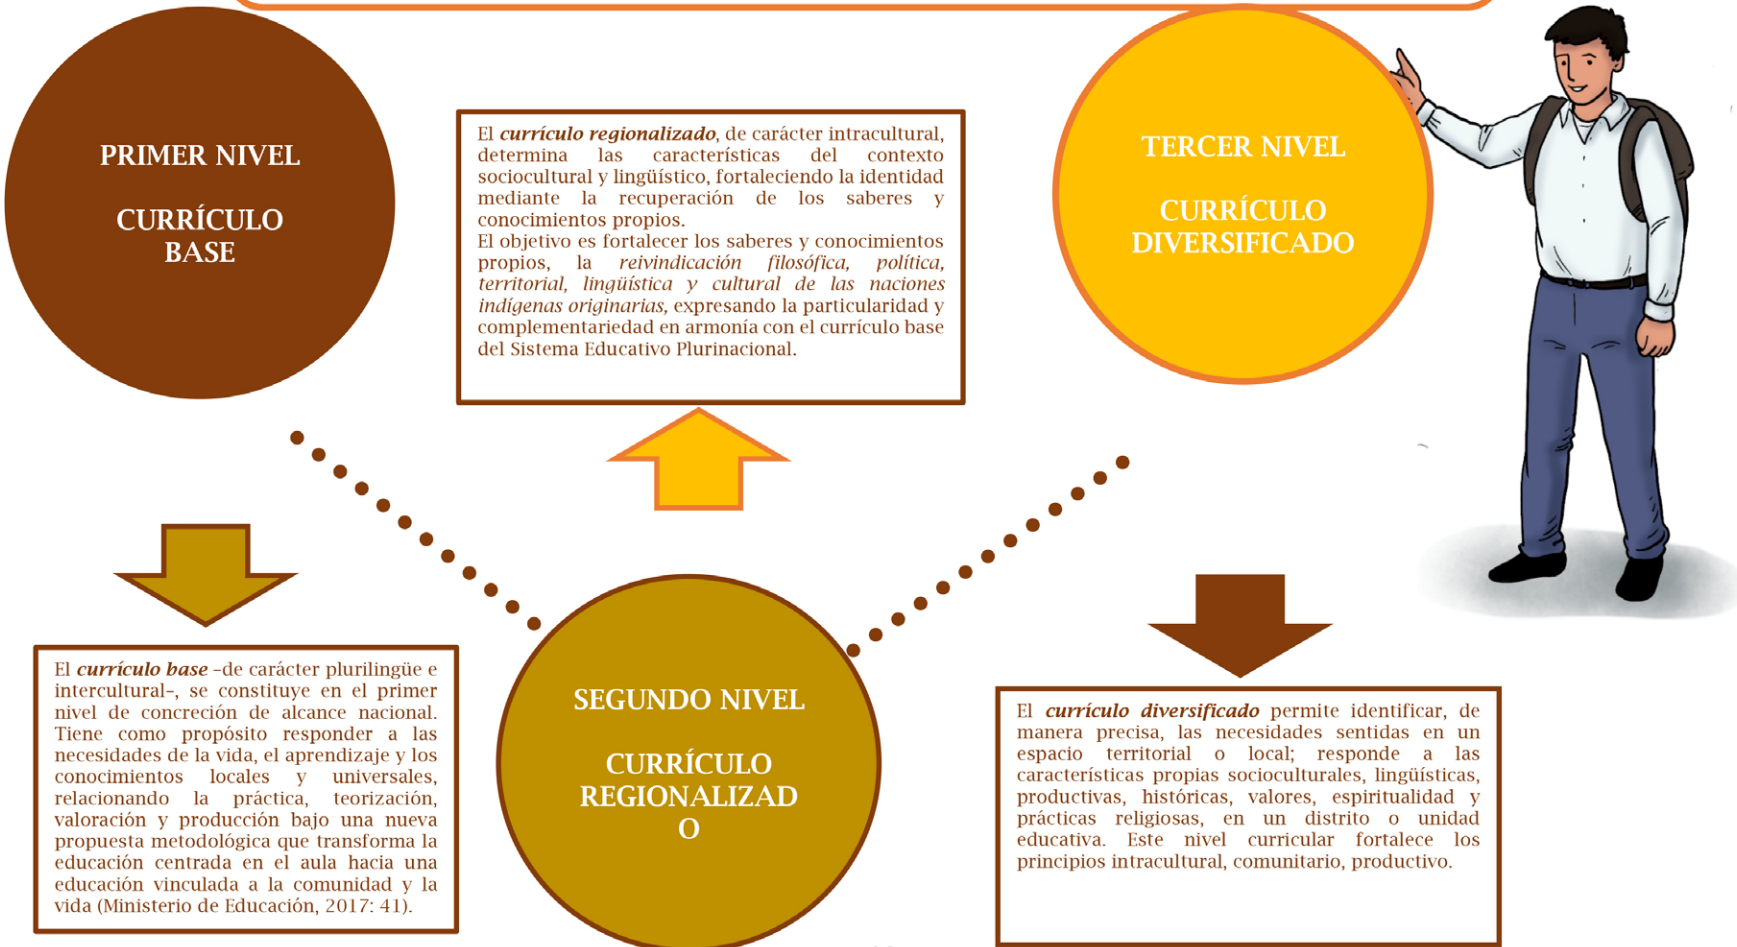 PRIMER NIVEL
CURRÍCULO
BASE
El currículo regionalizado, de carácter intracultural,
determina las características del contexto
sociocultural y lingüístico, fortaleciendo la identidad
mediante la recuperación de los saberes y
conocimientos propios.
El objetivo es fortalecer los saberes y conocimientos
propios, la reivindicación filosófica, política,
territorial, lingüística y cultural de las naciones
indígenas originarias, expresando la particularidad y
complementariedad en armonía con el currículo base
del Sistema Educativo Plurinacional.
TERCER NIVEL
CURRÍCULO
DIVERSIFICADO
El currículo base –de carácter plurilingüe e
intercultural–, se constituye en el primer
nivel de concreción de alcance nacional.
Tiene como propósito responder a las
necesidades de la vida, el aprendizaje y los
conocimientos locales y universales,
relacionando la práctica, teorización,
valoración y producción bajo una nueva
propuesta metodológica que transforma la
educación centrada en el aula hacia una
educación vinculada a la comunidad y la
vida (Ministerio de Educación, 2017: 41).
SEGUNDO NIVEL
CURRÍCULO
REGIONALIZAD
O
El currículo diversificado permite identificar, de
manera precisa, las necesidades sentidas en un
espacio territorial o local; responde a las
características propias socioculturales, lingüísticas,
productivas, históricas, valores, espiritualidad y
prácticas religiosas, en un distrito o unidad
educativa. Este nivel curricular fortalece los
principios intracultural, comunitario, productivo.